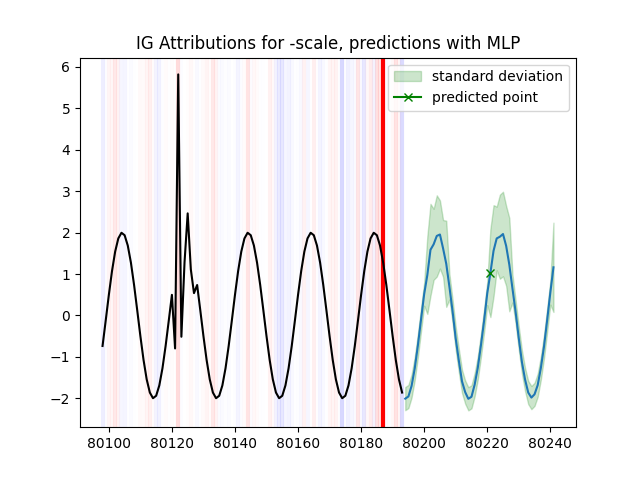 IG Attributions for -scale, predictions with MLP
standard deviation
predicted point
6
5
4
3
2
1
0
−1
−2
80100 80120 80140 80160 80180 80200 80220 80240